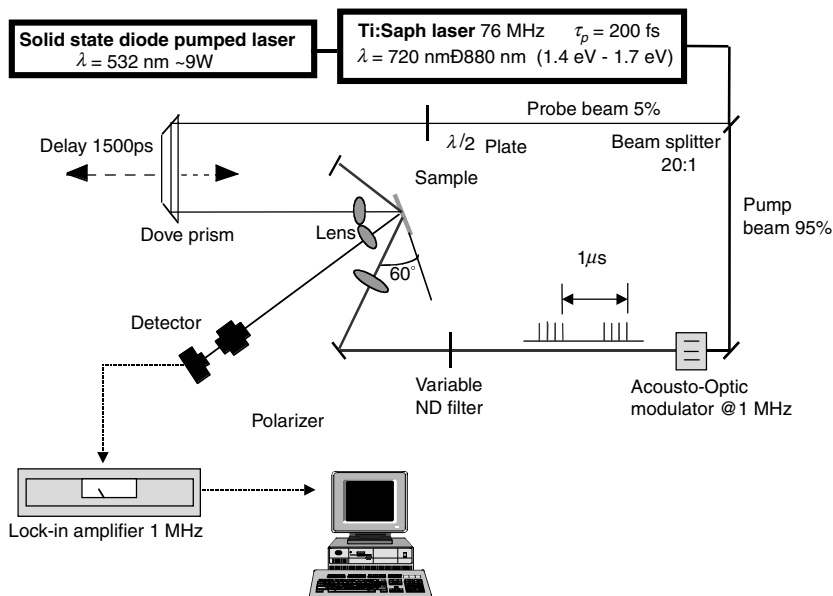 Solid state diode pumped laser
λ = 532 nm ~9W
Ti:Saph laser 76 MHz τp = 200 fs
λ = 720 nmÐ880 nm (1.4 eV - 1.7 eV)
Probe beam 5%
λ/2 Plate
Beam splitter
20:1
Delay 1500ps
Sample
Pump
beam 95%
Dove prism
Lens
60°
1μs
Detector
Variable
ND filter
Acousto-Optic
modulator @1 MHz
Polarizer
Lock-in amplifier 1 MHz